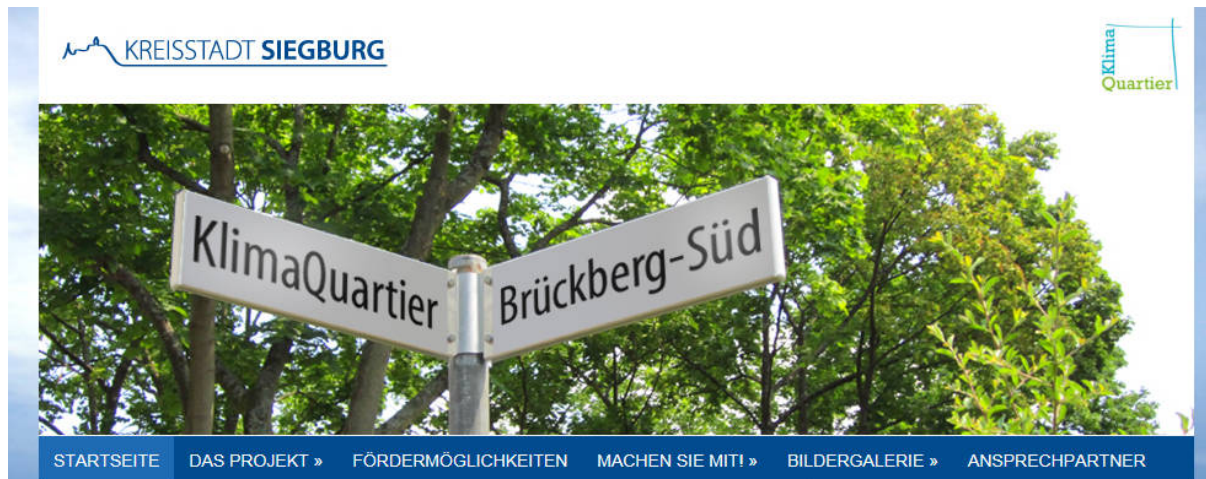 KREISSTADT SIEGBURG
Klima
Quartier
KlimaQuartier
Brückberg-Süd
STARTSEITE DAS PROJEKT » FÖRDERMÖGLICHKEITEN MACHEN SIE MIT! » BILDERGALERIE » ANSPRECHPARTNER